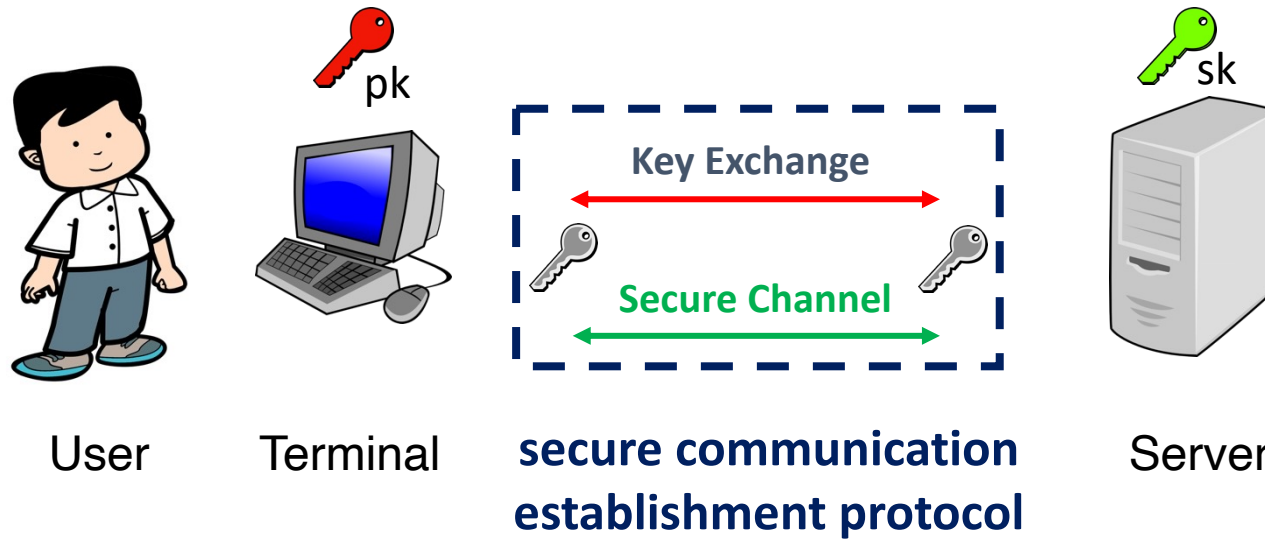 pk
sk
Key Exchange
Secure Channel
User
Terminal
secure communication
establishment protocol
Server